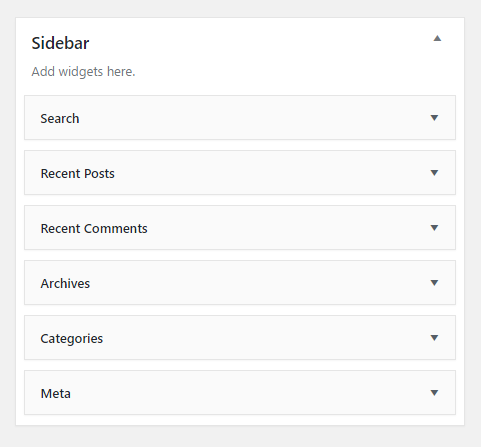 Sidebar
Add widgets here.
Search
Recent Posts
Recent Comments
Archives
Categories
Meta